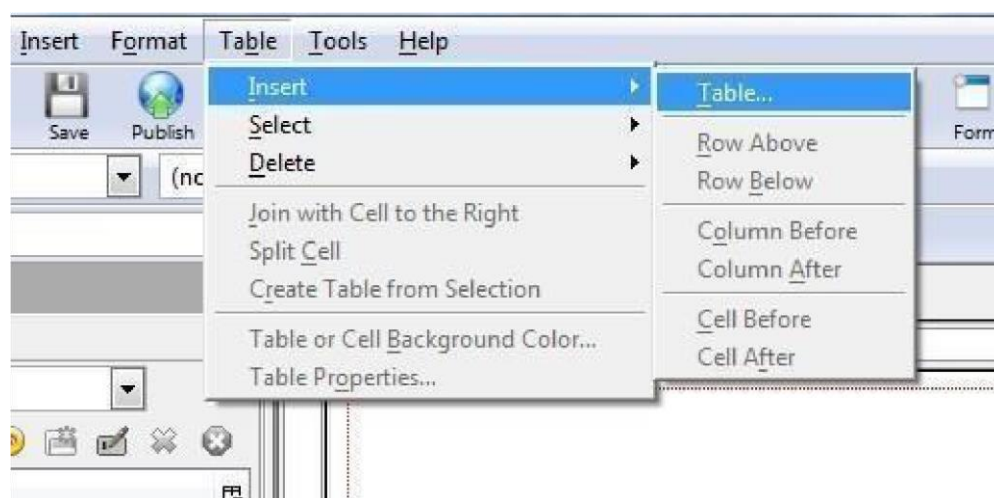 Insert Format Table Tools Help
Save Publish Form
(nc
Insert
Select
Delete
Join with Cell to the Right
Split Cell
Create Table from Selection
Table or Cell Background Color...
Table Properties...
Table...
Row Above
Row Below
Column Before
Column After
Cell Before
Cell After